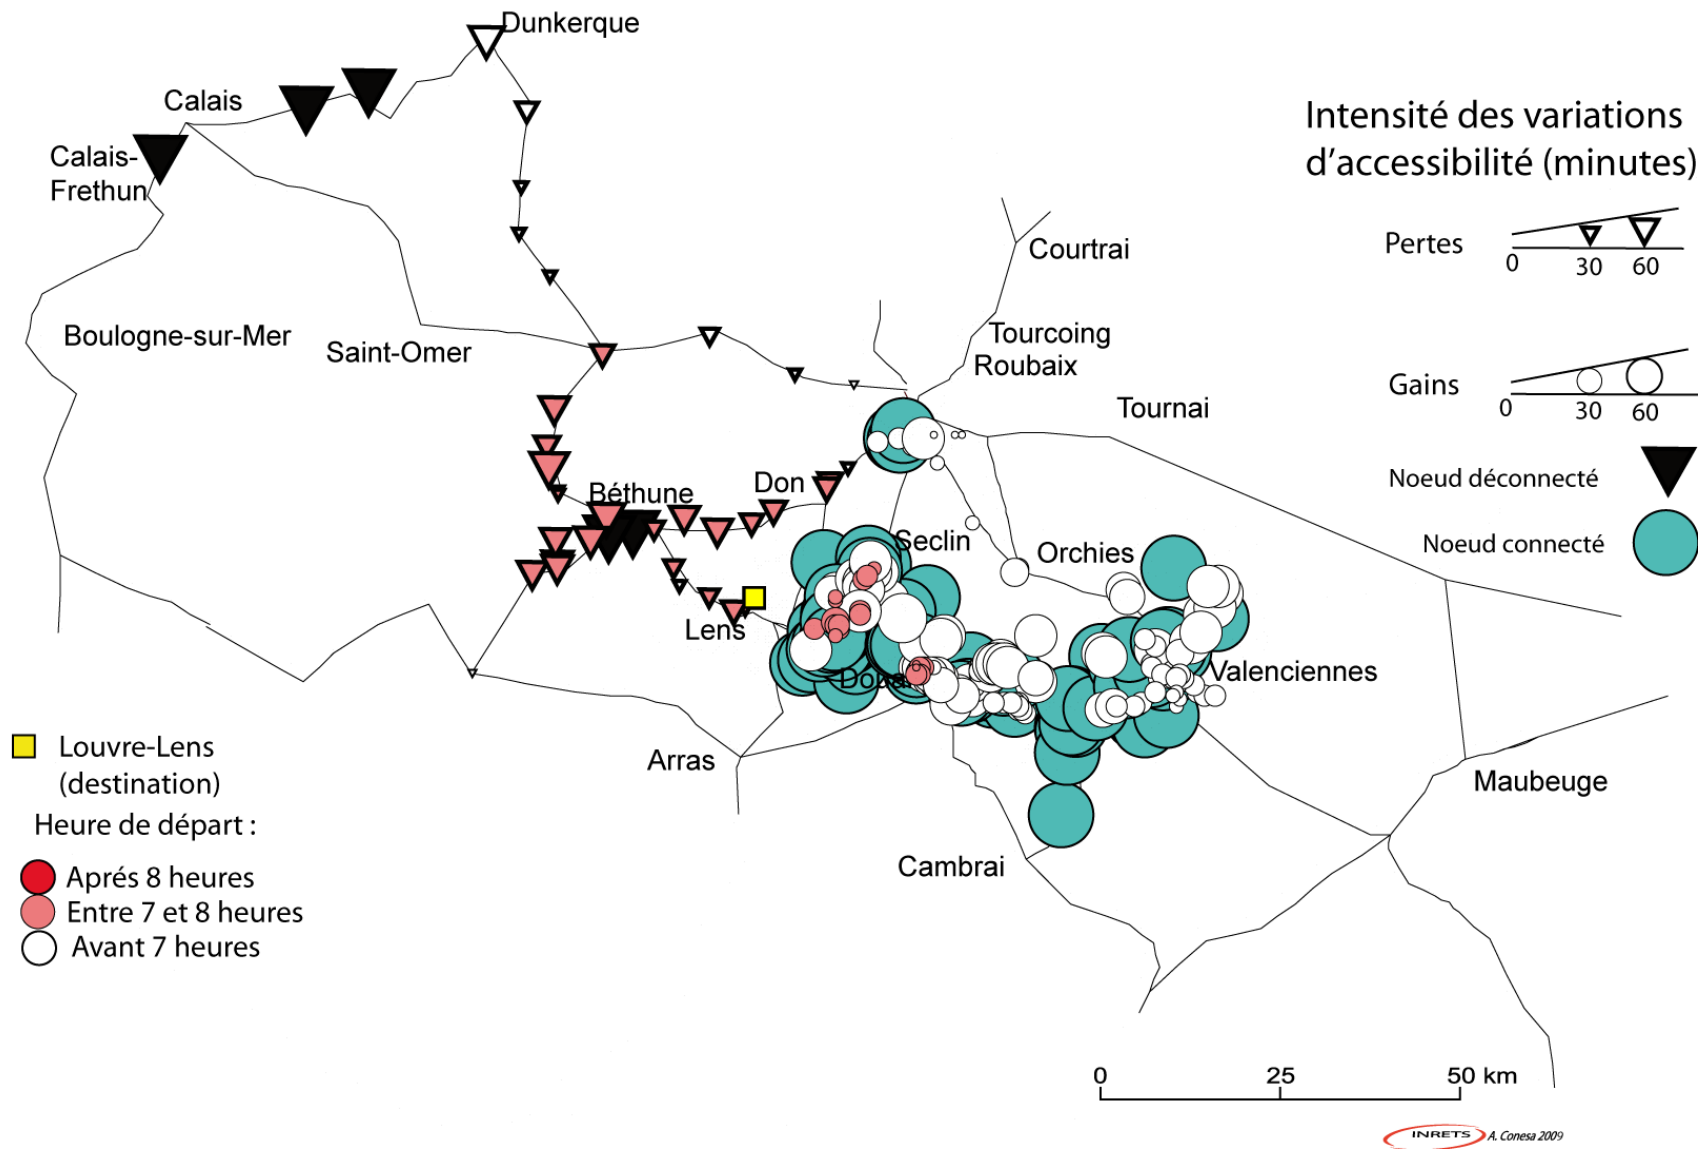 Dunkerque
Calais
Calais-
Frethun
Boulogne-sur-Mer
Saint-Omer
Courtrai
Tourcoing
Roubaix
Tournai
Béthune
Don
Seclin
Orchies
Lens
Douai
Valenciennes
Arras
Cambrai
Maubeuge
Intensité des variations
d'accessibilité (minutes)
Pertes
0 30 60
Gains
0 30 60
Noeud déconnecté
Noeud connecté
Louvre-Lens
(destination)
Heure de départ :
Aprés 8 heures
Entre 7 et 8 heures
Avant 7 heures
0 25 50 km
INRETS A. Conesa 2009